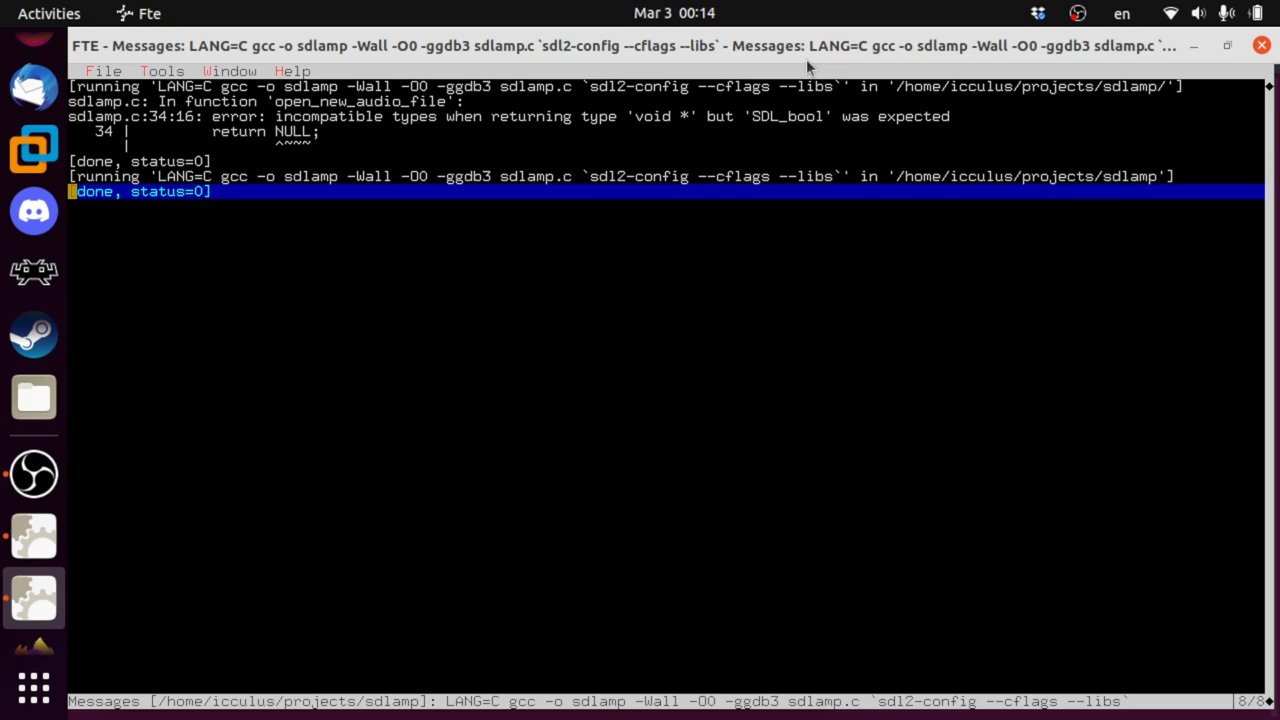 Activities
Fte
Mar 3 00:14
en
FTE - Messages: LANG=C gcc -o sdlamp -Wall -O0 -ggdb3 sdlamp.c `sdl2-config --cflags --libs` - Messages: LANG=C gcc -o sdlamp -Wall -O0 -ggdb3 sdlamp.c `...
File Tools Window Help
[running 'LANG=C gcc -o sdlamp -Wall -O0 -ggdb3 sdlamp.c `sdl2-config --cflags --libs`' in '/home/icculus/projects/sdlamp/']
sdlamp.c: In function 'open_new_audio_file':
sdlamp.c:34:16: error: incompatible types when returning type 'void *' but 'SDL_bool' was expected
34 | return NULL;
| ^~~~
[done, status=0]
[running 'LANG=C gcc -o sdlamp -Wall -O0 -ggdb3 sdlamp.c `sdl2-config --cflags --libs`' in '/home/icculus/projects/sdlamp']
[done, status=0]
Messages [/home/icculus/projects/sdlamp]: LANG=C gcc -o sdlamp -Wall -O0 -ggdb3 sdlamp.c `sdl2-config --cflags --libs` |8/8